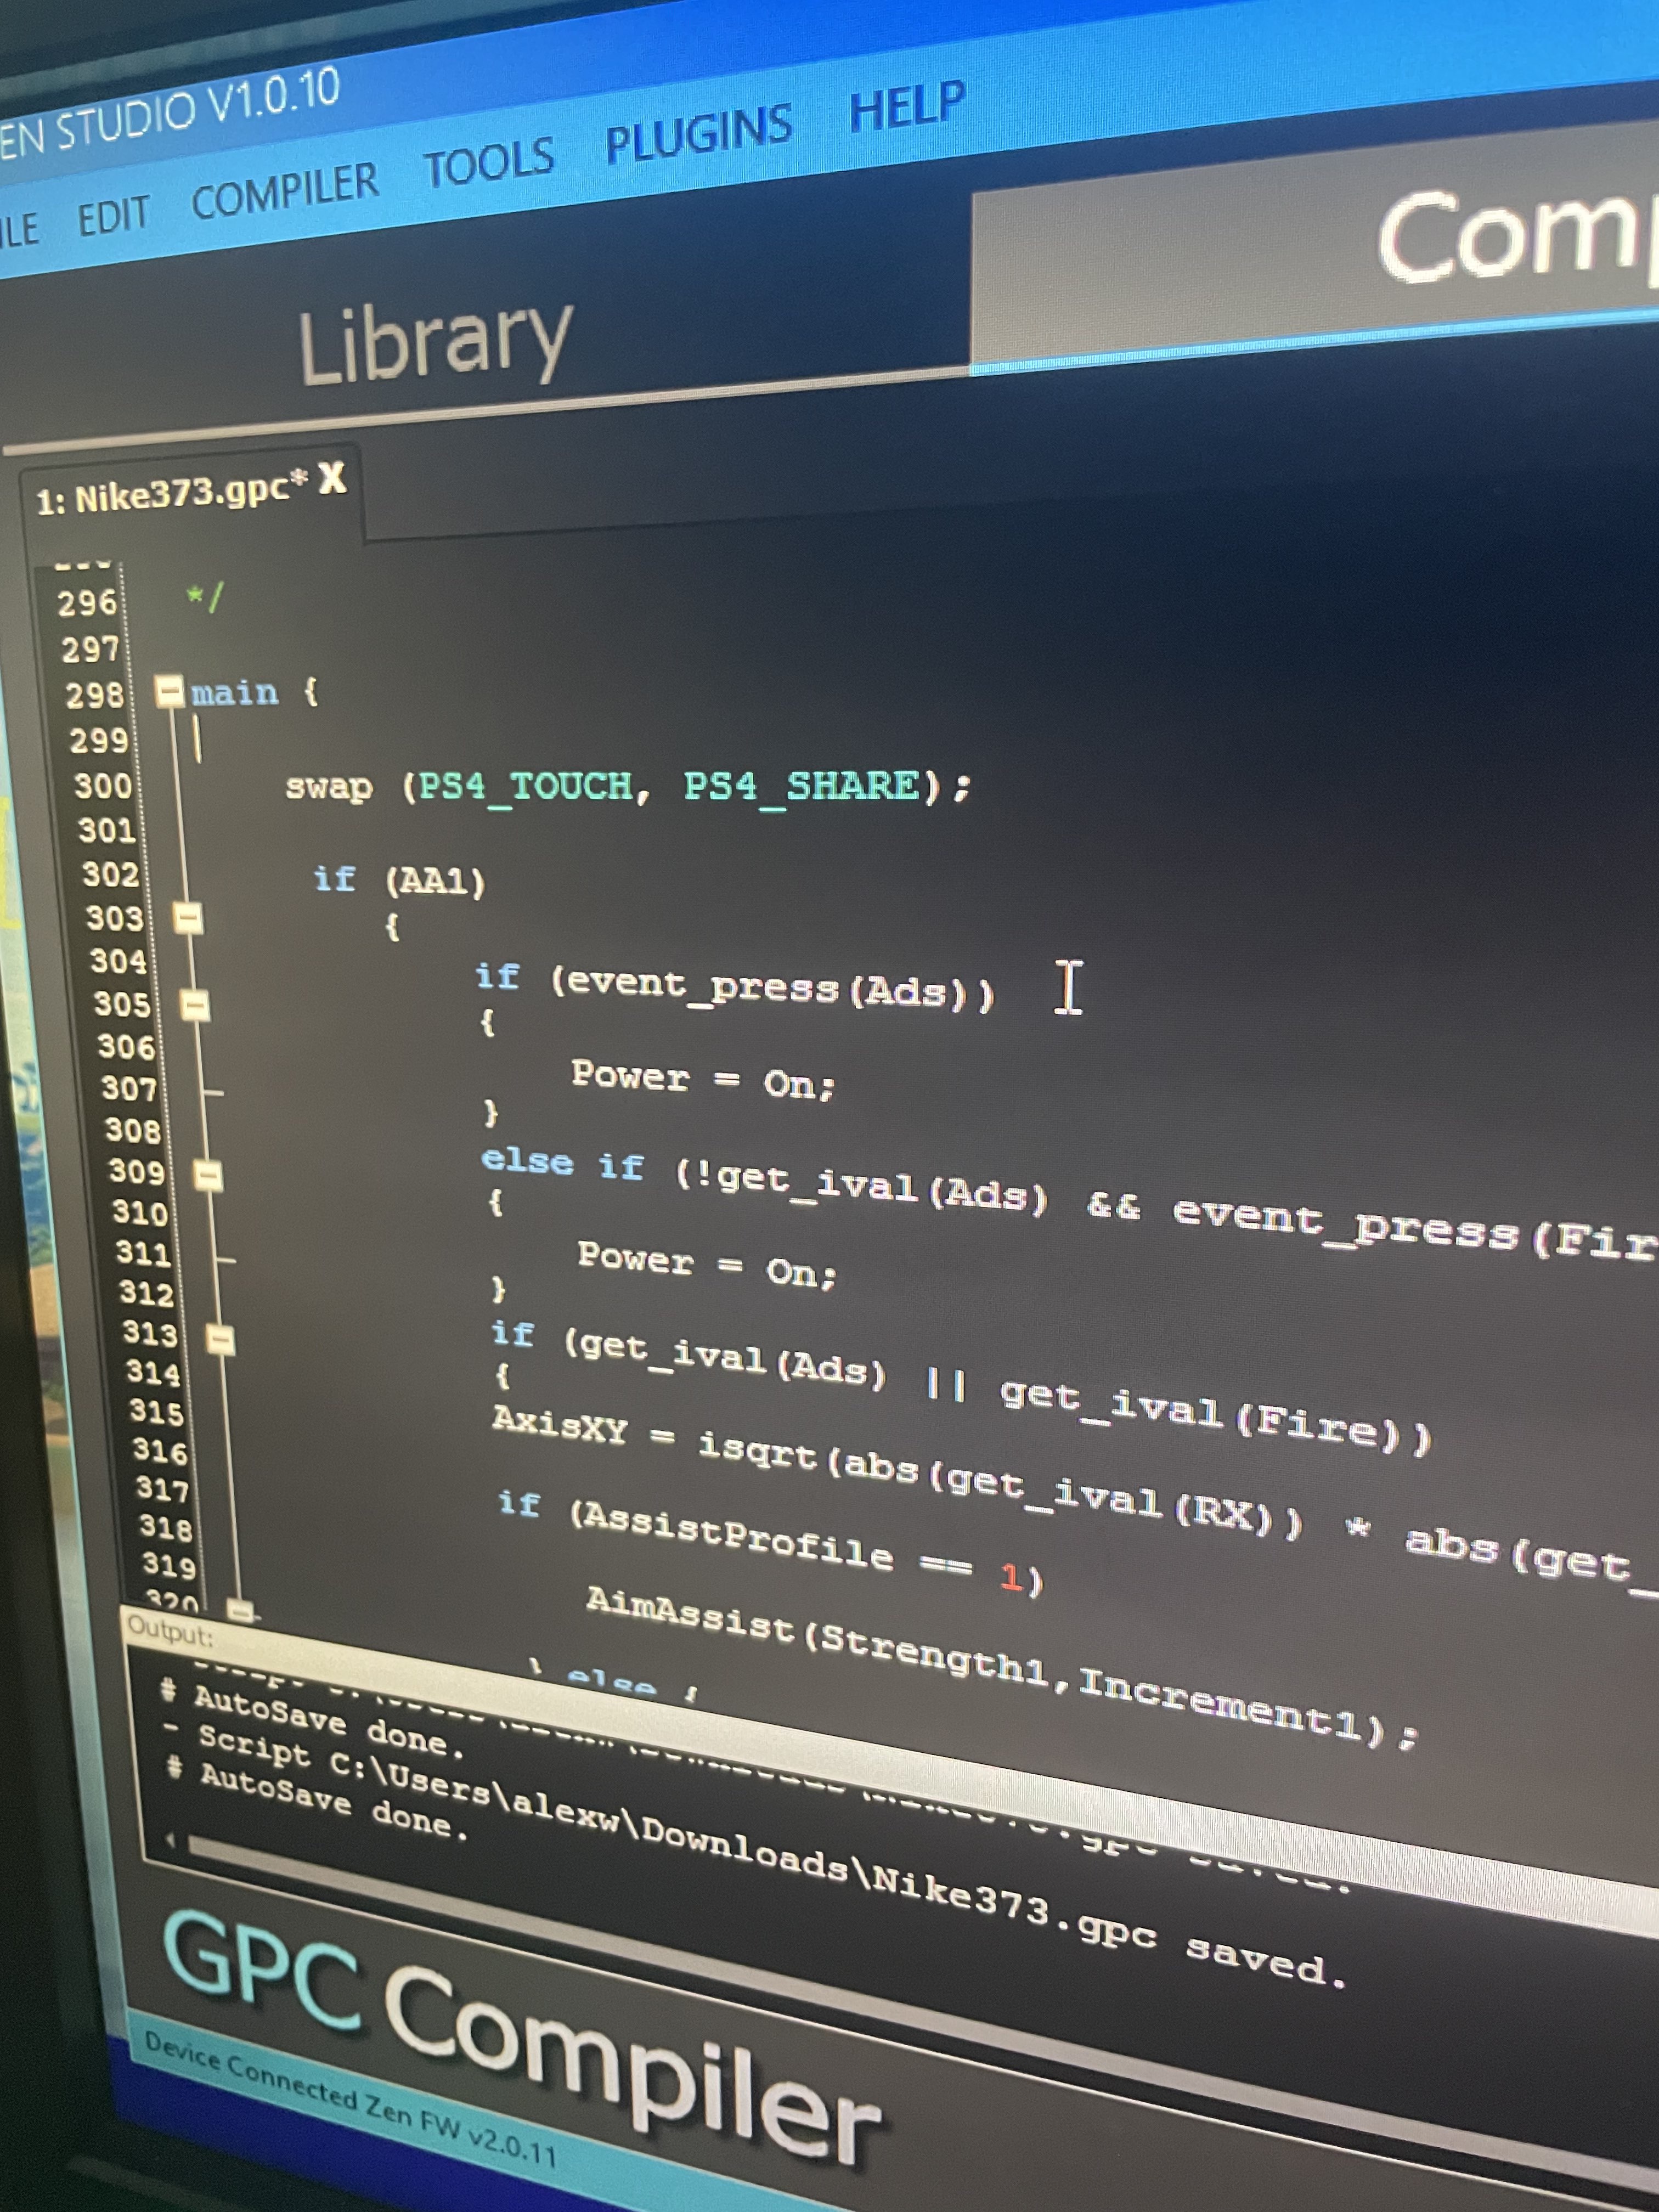 EN STUDIO V1.0.10
ILE EDIT COMPILER TOOLS PLUGINS HELP
Library
Comp
1: Nike373.gpc* X
296 */
297
298 main {
299
300 swap (PS4_TOUCH, PS4_SHARE);
301
302 if (AA1)
303 {
304 if (event_press(Ads))
305 {
306 Power = On;
307 }
308 else if (!get_ival(Ads) && event_press(Fir
309 {
310 Power = On;
311 }
312 if (get_ival(Ads) || get_ival(Fire))
313 {
314 AxisXY = isqrt(abs(get_ival(RX)) * abs(get_
315
316 if (AssistProfile == 1)
317
318 AimAssist(Strength1,Increment1);
319
320 } else {
Output:
# AutoSave done.
- Script C:\Users\alexw\Downloads\Nike373.gpc saved.
# AutoSave done.
GPC Compiler
Device Connected Zen FW v2.0.11